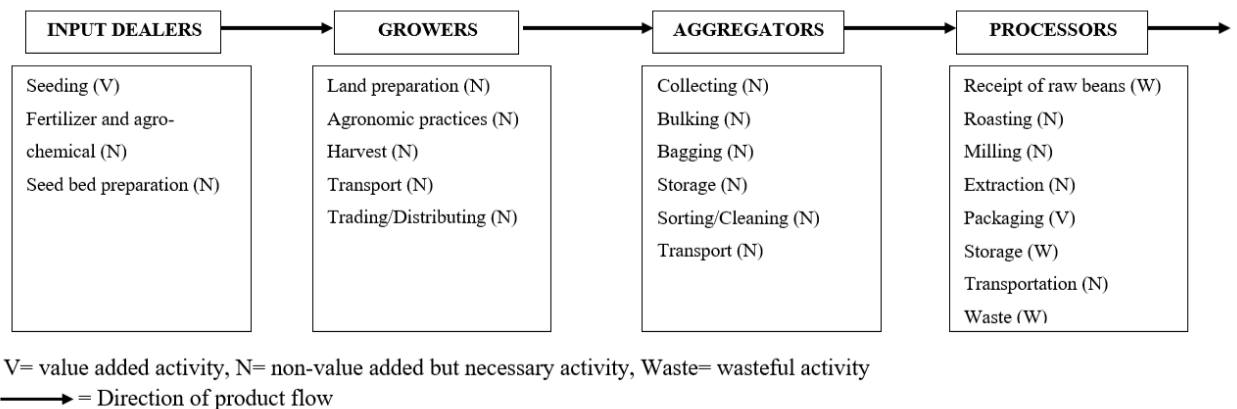 INPUT DEALERS
GROWERS
AGGREGATORS
PROCESSORS
Seeding (V)
Fertilizer and agro-
chemical (N)
Seed bed preparation (N)
Land preparation (N)
Agronomic practices (N)
Harvest (N)
Transport (N)
Trading/Distributing (N)
Collecting (N)
Bulking (N)
Bagging (N)
Storage (N)
Sorting/Cleaning (N)
Transport (N)
Receipt of raw beans (W)
Roasting (N)
Milling (N)
Extraction (N)
Packaging (V)
Storage (W)
Transportation (N)
Waste (W)
V= value added activity, N= non-value added but necessary activity, Waste= wasteful activity
= Direction of product flow